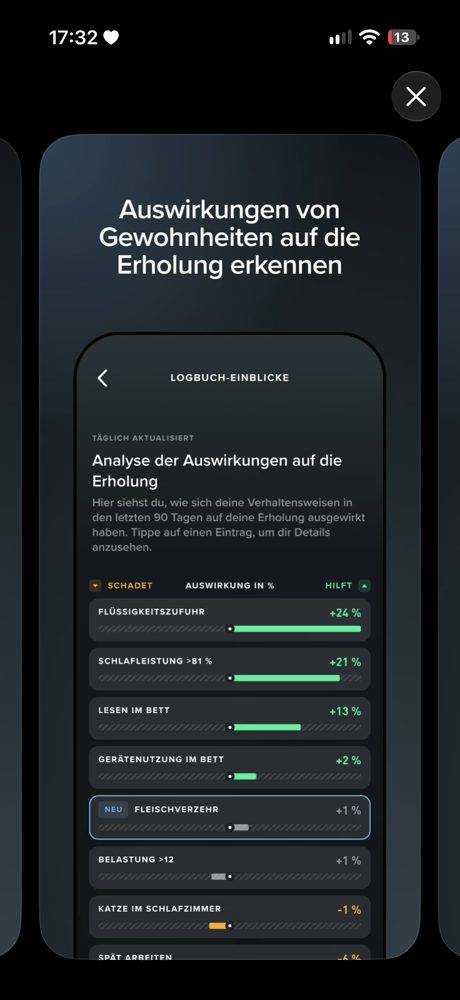 17:32
13
Auswirkungen von
Gewohnheiten auf die
Erholung erkennen
LOGBUCH-EINBLICKE
TÄGLICH AKTUALISIERT
Analyse der Auswirkungen auf die
Erholung
Hier siehst du, wie sich deine Verhaltensweisen in
den letzten 90 Tagen auf deine Erholung ausgewirkt
haben. Tippe auf einen Eintrag, um dir Details
anzusehen.
SCHADET AUSWIRKUNG IN % HILFT
FLÜSSIGKEITSZUFUHR +24 %
SCHLAFLEISTUNG >81 % +21 %
LESEN IM BETT +13 %
GERÄTENUTZUNG IM BETT +2 %
NEU FLEISCHVERZEHR +1 %
BELASTUNG >12 +1 %
KATZE IM SCHLAFZIMMER -1 %
SPÄT ARBEITEN -6 %